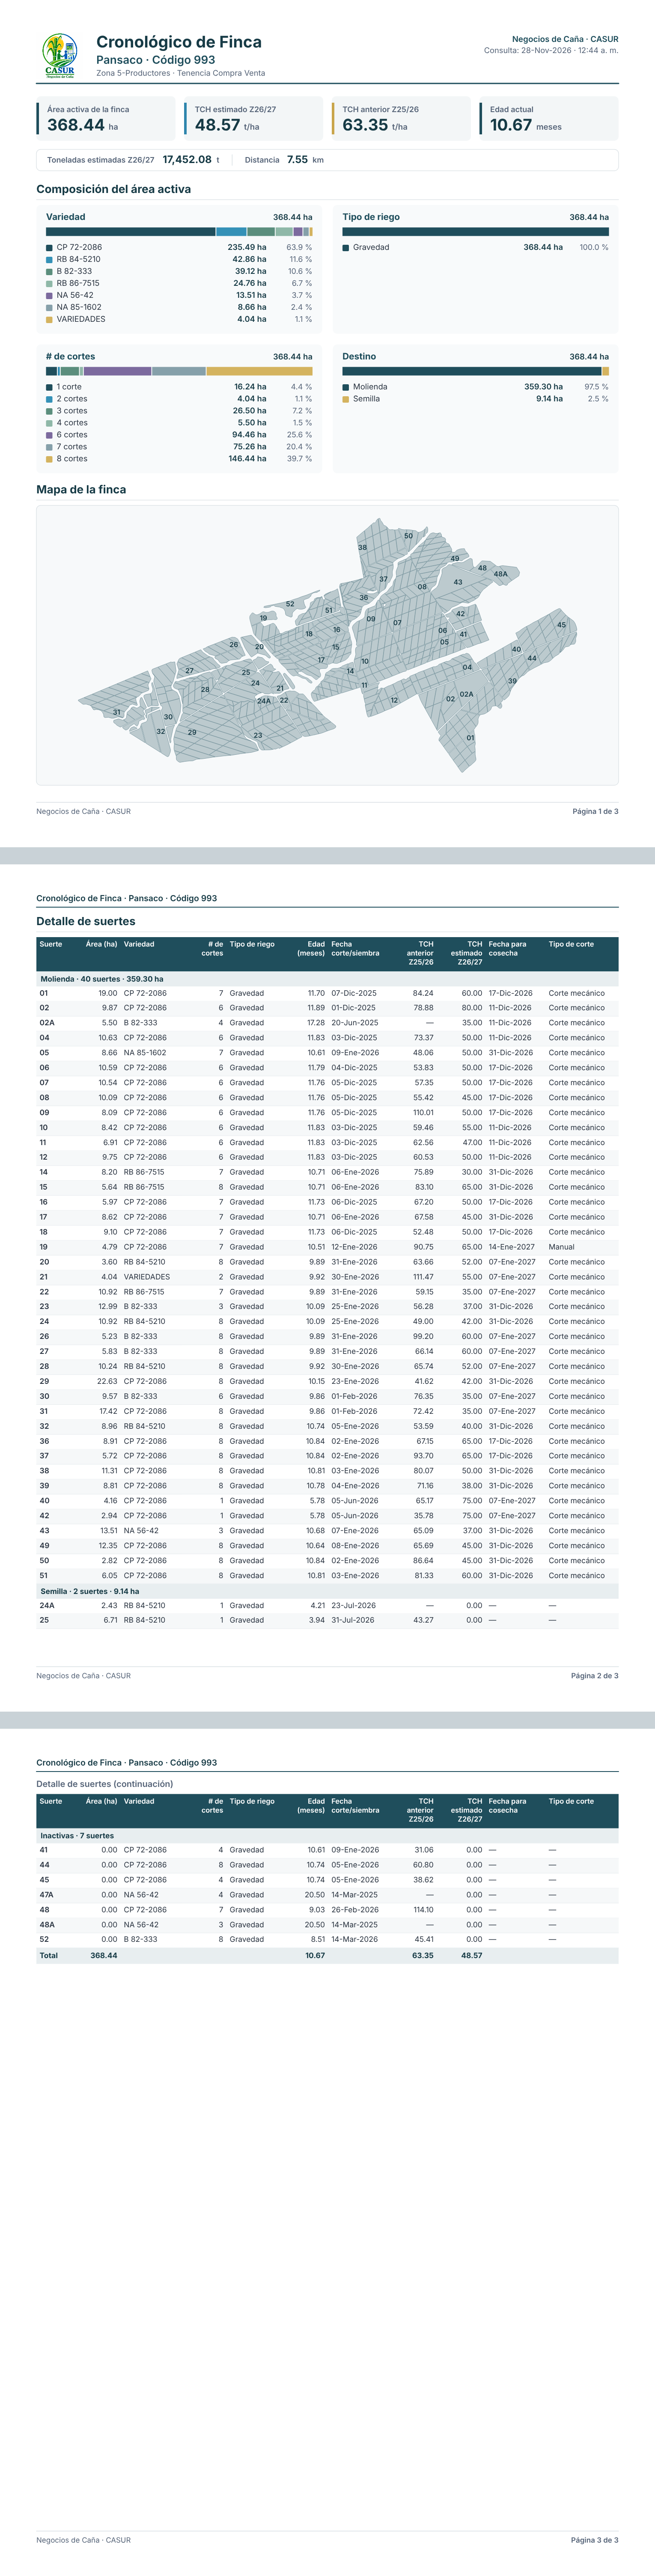 CASUR
Negocios de Caña
Cronológico de Finca
Pansaco · Código 993
Zona 5-Productores · Tenencia Compra Venta
Negocios de Caña · CASUR
Consulta: 28-Nov-2026 · 12:44 a. m.
Área activa de la finca
368.44 ha
TCH estimado Z26/27
48.57 t/ha
TCH anterior Z25/26
63.35 t/ha
Edad actual
10.67 meses
Toneladas estimadas Z26/27 17,452.08 t
Distancia 7.55 km
Composición del área activa
Variedad 368.44 ha
CP 72-2086 235.49 ha 63.9 %
RB 84-5210 42.86 ha 11.6 %
B 82-333 39.12 ha 10.6 %
RB 86-7515 24.76 ha 6.7 %
NA 56-42 13.51 ha 3.7 %
NA 85-1602 8.66 ha 2.4 %
VARIEDADES 4.04 ha 1.1 %
Tipo de riego 368.44 ha
Gravedad 368.44 ha 100.0 %
# de cortes 368.44 ha
1 corte 16.24 ha 4.4 %
2 cortes 4.04 ha 1.1 %
3 cortes 26.50 ha 7.2 %
4 cortes 5.50 ha 1.5 %
6 cortes 94.46 ha 25.6 %
7 cortes 75.26 ha 20.4 %
8 cortes 146.44 ha 39.7 %
Destino 368.44 ha
Molienda 359.30 ha 97.5 %
Semilla 9.14 ha 2.5 %
Mapa de la finca
50
38
49
48
48A
37
08
43
36
52
51
42
19
09
07
45
16
18
06
41
05
26
20
15
40
44
17
10
04
27
25
14
39
24
11
28
21
02A
02
24A
22
12
31
30
32
29
23
01
Negocios de Caña · CASUR Página 1 de 3
Cronológico de Finca · Pansaco · Código 993
Detalle de suertes
Suerte Área (ha) Variedad # de cortes Tipo de riego Edad (meses) Fecha corte/siembra TCH anterior Z25/26 TCH estimado Z26/27 Fecha para cosecha Tipo de corte
Molienda · 40 suertes · 359.30 ha
01 19.00 CP 72-2086 7 Gravedad 11.70 07-Dic-2025 84.24 60.00 17-Dic-2026 Corte mecánico
02 9.87 CP 72-2086 6 Gravedad 11.89 01-Dic-2025 78.88 80.00 11-Dic-2026 Corte mecánico
02A 5.50 B 82-333 4 Gravedad 17.28 20-Jun-2025 — 35.00 11-Dic-2026 Corte mecánico
04 10.63 CP 72-2086 6 Gravedad 11.83 03-Dic-2025 73.37 50.00 11-Dic-2026 Corte mecánico
05 8.66 NA 85-1602 7 Gravedad 10.61 09-Ene-2026 48.06 50.00 31-Dic-2026 Corte mecánico
06 10.59 CP 72-2086 6 Gravedad 11.79 04-Dic-2025 53.83 50.00 17-Dic-2026 Corte mecánico
07 10.54 CP 72-2086 6 Gravedad 11.76 05-Dic-2025 57.35 50.00 17-Dic-2026 Corte mecánico
08 10.09 CP 72-2086 6 Gravedad 11.76 05-Dic-2025 55.42 45.00 17-Dic-2026 Corte mecánico
09 8.09 CP 72-2086 6 Gravedad 11.76 05-Dic-2025 110.01 50.00 17-Dic-2026 Corte mecánico
10 8.42 CP 72-2086 6 Gravedad 11.83 03-Dic-2025 59.46 55.00 11-Dic-2026 Corte mecánico
11 6.91 CP 72-2086 6 Gravedad 11.83 03-Dic-2025 62.56 47.00 11-Dic-2026 Corte mecánico
12 9.75 CP 72-2086 6 Gravedad 11.83 03-Dic-2025 60.53 50.00 11-Dic-2026 Corte mecánico
14 8.20 RB 86-7515 7 Gravedad 10.71 06-Ene-2026 75.89 30.00 31-Dic-2026 Corte mecánico
15 5.64 RB 86-7515 8 Gravedad 10.71 06-Ene-2026 83.10 65.00 31-Dic-2026 Corte mecánico
16 5.97 CP 72-2086 7 Gravedad 11.73 06-Dic-2025 67.20 50.00 17-Dic-2026 Corte mecánico
17 8.62 CP 72-2086 7 Gravedad 10.71 06-Ene-2026 67.58 45.00 31-Dic-2026 Corte mecánico
18 9.10 CP 72-2086 7 Gravedad 11.73 06-Dic-2025 52.48 50.00 17-Dic-2026 Corte mecánico
19 4.79 CP 72-2086 7 Gravedad 10.51 12-Ene-2026 90.75 65.00 14-Ene-2027 Manual
20 3.60 RB 84-5210 8 Gravedad 9.89 31-Ene-2026 63.66 52.00 07-Ene-2027 Corte mecánico
21 4.04 VARIEDADES 2 Gravedad 9.92 30-Ene-2026 111.47 55.00 07-Ene-2027 Corte mecánico
22 10.92 RB 86-7515 7 Gravedad 9.89 31-Ene-2026 59.15 35.00 07-Ene-2027 Corte mecánico
23 12.99 B 82-333 3 Gravedad 10.09 25-Ene-2026 56.28 37.00 31-Dic-2026 Corte mecánico
24 10.92 RB 84-5210 8 Gravedad 10.09 25-Ene-2026 49.00 42.00 31-Dic-2026 Corte mecánico
26 5.23 B 82-333 8 Gravedad 9.89 31-Ene-2026 99.20 60.00 07-Ene-2027 Corte mecánico
27 5.83 B 82-333 8 Gravedad 9.89 31-Ene-2026 66.14 60.00 07-Ene-2027 Corte mecánico
28 10.24 RB 84-5210 8 Gravedad 9.92 30-Ene-2026 65.74 52.00 07-Ene-2027 Corte mecánico
29 22.63 CP 72-2086 8 Gravedad 10.15 23-Ene-2026 41.62 42.00 31-Dic-2026 Corte mecánico
30 9.57 B 82-333 6 Gravedad 9.86 01-Feb-2026 76.35 35.00 07-Ene-2027 Corte mecánico
31 17.42 CP 72-2086 8 Gravedad 9.86 01-Feb-2026 72.42 35.00 07-Ene-2027 Corte mecánico
32 8.96 RB 84-5210 8 Gravedad 10.74 05-Ene-2026 53.59 40.00 31-Dic-2026 Corte mecánico
36 8.91 CP 72-2086 8 Gravedad 10.84 02-Ene-2026 67.15 65.00 17-Dic-2026 Corte mecánico
37 5.72 CP 72-2086 8 Gravedad 10.84 02-Ene-2026 93.70 65.00 17-Dic-2026 Corte mecánico
38 11.31 CP 72-2086 8 Gravedad 10.81 03-Ene-2026 80.07 50.00 31-Dic-2026 Corte mecánico
39 8.81 CP 72-2086 8 Gravedad 10.78 04-Ene-2026 71.16 38.00 31-Dic-2026 Corte mecánico
40 4.16 CP 72-2086 1 Gravedad 5.78 05-Jun-2026 65.17 75.00 07-Ene-2027 Corte mecánico
42 2.94 CP 72-2086 1 Gravedad 5.78 05-Jun-2026 35.78 75.00 07-Ene-2027 Corte mecánico
43 13.51 NA 56-42 3 Gravedad 10.68 07-Ene-2026 65.09 37.00 31-Dic-2026 Corte mecánico
49 12.35 CP 72-2086 8 Gravedad 10.64 08-Ene-2026 65.69 45.00 31-Dic-2026 Corte mecánico
50 2.82 CP 72-2086 8 Gravedad 10.84 02-Ene-2026 86.64 45.00 31-Dic-2026 Corte mecánico
51 6.05 CP 72-2086 8 Gravedad 10.81 03-Ene-2026 81.33 60.00 31-Dic-2026 Corte mecánico
Semilla · 2 suertes · 9.14 ha
24A 2.43 RB 84-5210 1 Gravedad 4.21 23-Jul-2026 — 0.00 — —
25 6.71 RB 84-5210 1 Gravedad 3.94 31-Jul-2026 43.27 0.00 — —
Negocios de Caña · CASUR Página 2 de 3
Cronológico de Finca · Pansaco · Código 993
Detalle de suertes (continuación)
Suerte Área (ha) Variedad # de cortes Tipo de riego Edad (meses) Fecha corte/siembra TCH anterior Z25/26 TCH estimado Z26/27 Fecha para cosecha Tipo de corte
Inactivas · 7 suertes
41 0.00 CP 72-2086 4 Gravedad 10.61 09-Ene-2026 31.06 0.00 — —
44 0.00 CP 72-2086 8 Gravedad 10.74 05-Ene-2026 60.80 0.00 — —
45 0.00 CP 72-2086 4 Gravedad 10.74 05-Ene-2026 38.62 0.00 — —
47A 0.00 NA 56-42 4 Gravedad 20.50 14-Mar-2025 — 0.00 — —
48 0.00 CP 72-2086 7 Gravedad 9.03 26-Feb-2026 114.10 0.00 — —
48A 0.00 NA 56-42 3 Gravedad 20.50 14-Mar-2025 — 0.00 — —
52 0.00 B 82-333 8 Gravedad 8.51 14-Mar-2026 45.41 0.00 — —
Total 368.44 10.67 63.35 48.57
Negocios de Caña · CASUR Página 3 de 3